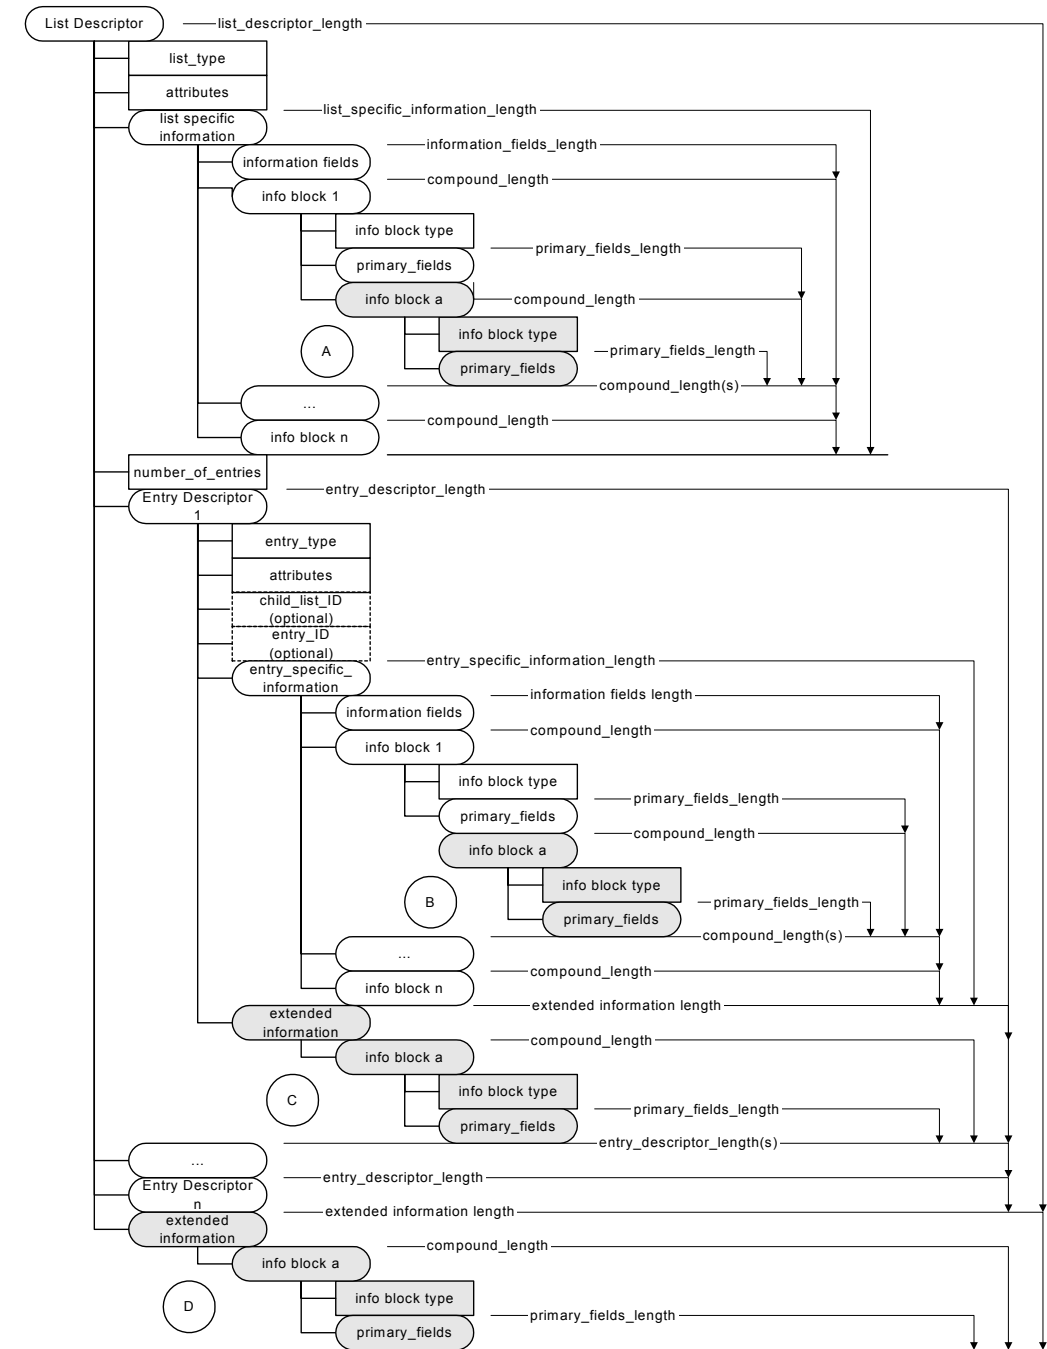 List Descriptor
list_descriptor_length
list_type
attributes
list specific
information
list_specific_information_length
information_fields_length
information fields
compound_length
info block 1
info block type
primary_fields_length
primary_fields
info block a
compound_length
info block type
primary_fields_length
A
primary_fields
compound_length(s)
...
compound_length
info block n
number_of_entries
Entry Descriptor
1
entry_descriptor_length
entry_type
attributes
child_list_ID
(optional)
entry_ID
(optional)
entry_specific_
information
entry_specific_information_length
information fields length
information fields
compound_length
info block 1
info block type
primary_fields_length
primary_fields
compound_length
info block a
info block type
primary_fields_length
B
primary_fields
compound_length(s)
...
compound_length
info block n
extended information length
extended
information
compound_length
info block a
info block type
C
primary_fields_length
primary_fields
entry_descriptor_length(s)
...
entry_descriptor_length
Entry Descriptor
n
extended information length
extended
information
compound_length
info block a
info block type
D
primary_fields_length
primary_fields